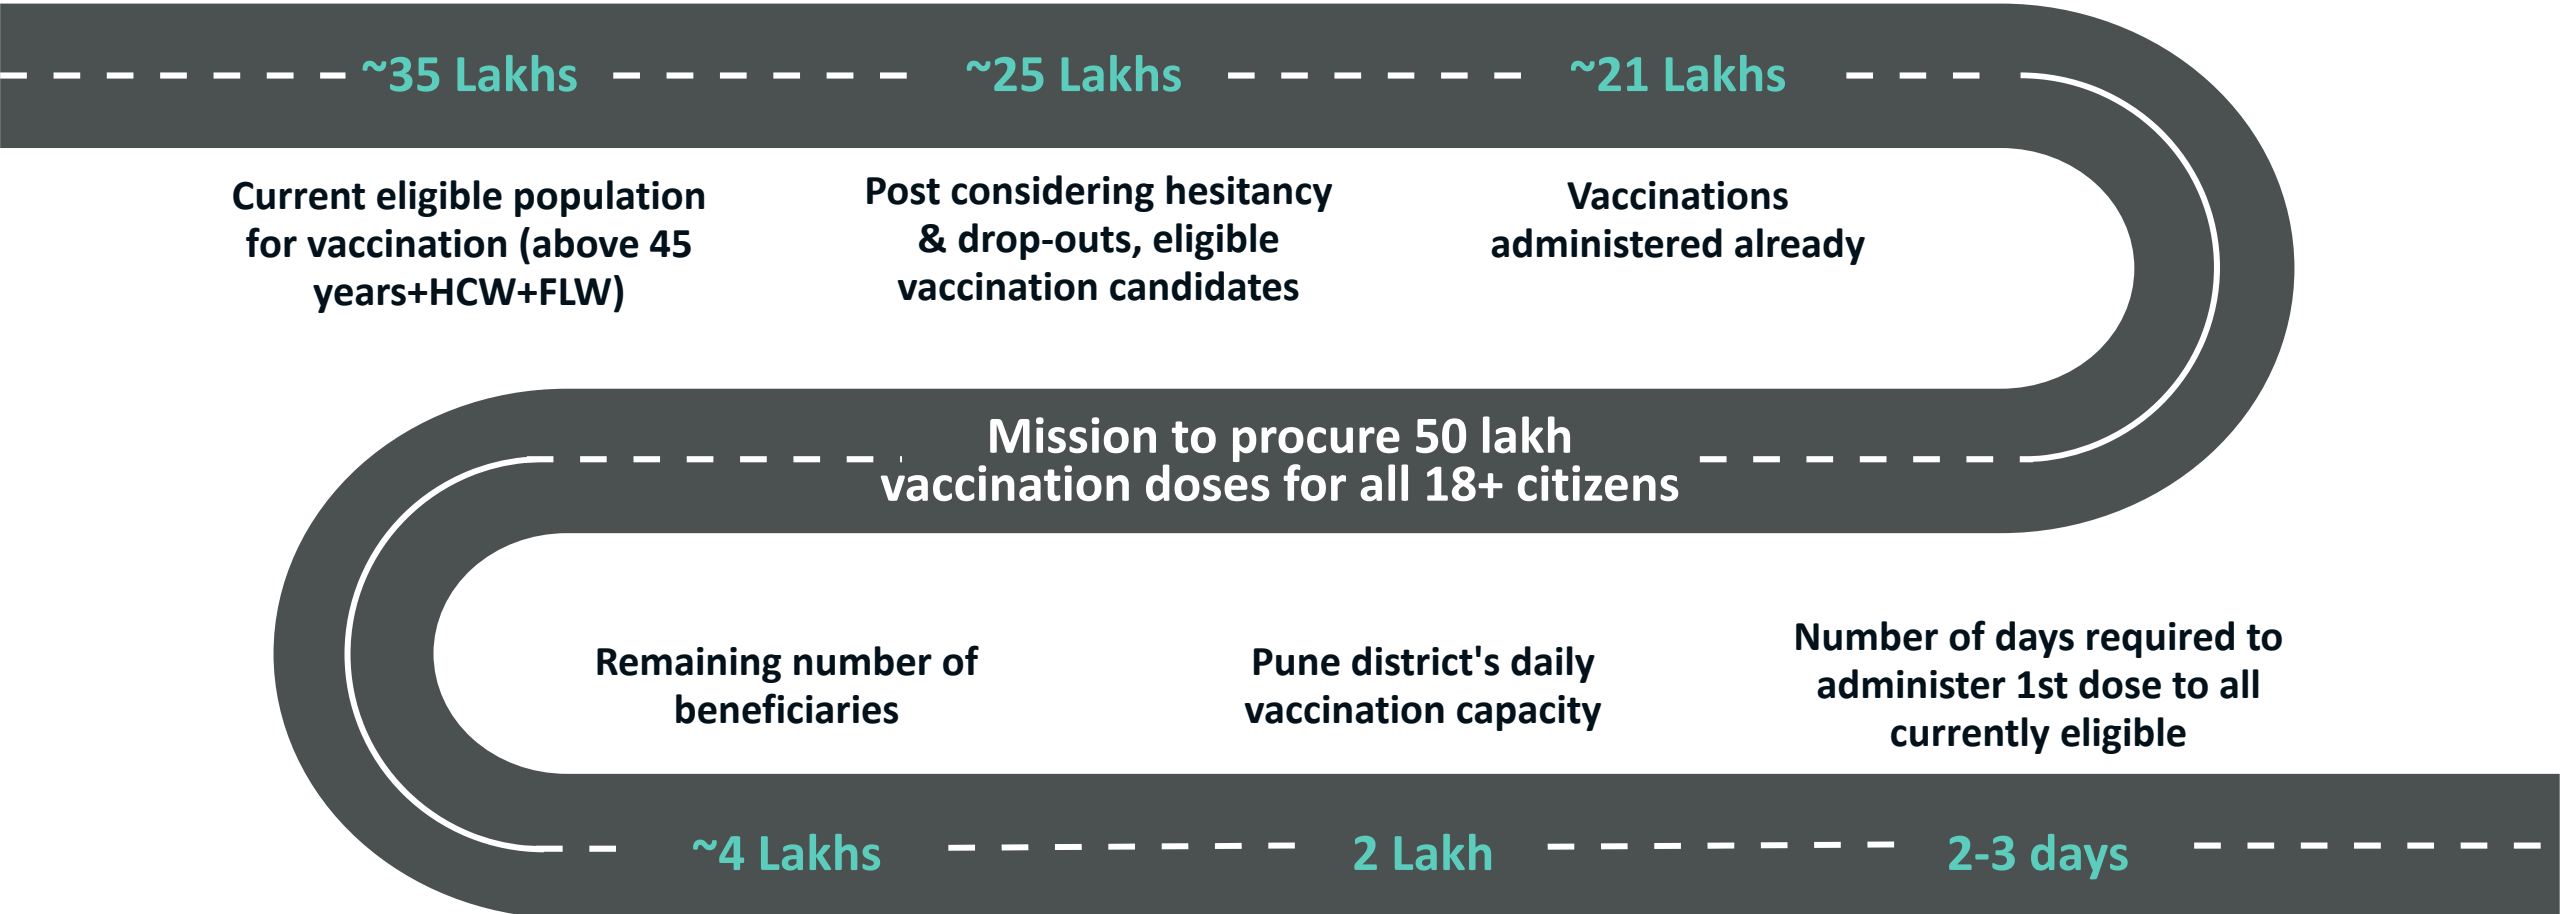 ~35 Lakhs
~25 Lakhs
~21 Lakhs
Current eligible population
for vaccination (above 45
years+HCW+FLW)
Post considering hesitancy
& drop-outs, eligible
vaccination candidates
Vaccinations
administered already
Mission to procure 50 lakh
vaccination doses for all 18+ citizens
Remaining number of
beneficiaries
Pune district's daily
vaccination capacity
Number of days required to
administer 1st dose to all
currently eligible
~4 Lakhs
2 Lakh
2-3 days